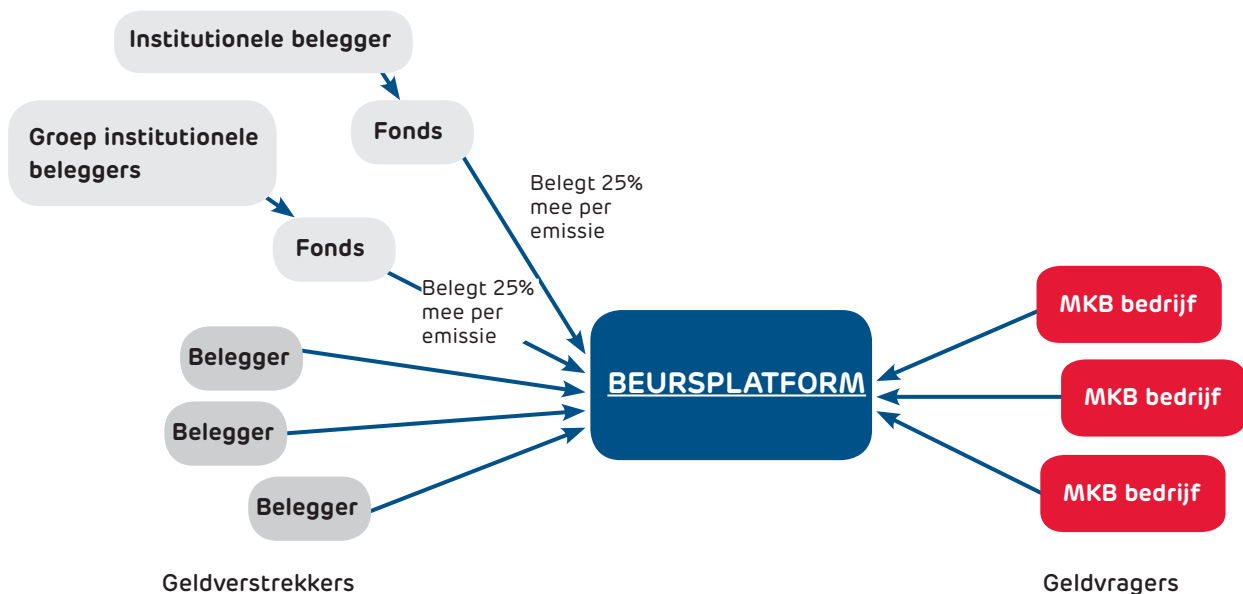 Institutionele belegger
Groep institutionele
beleggers
Fonds
Fonds
Belegt 25%
mee per
emissie
Belegt 25%
mee per
emissie
Belegger
Belegger
Belegger
BEURSPLATFORM
MKB bedrijf
MKB bedrijf
MKB bedrijf
Geldverstrekkers
Geldvragers